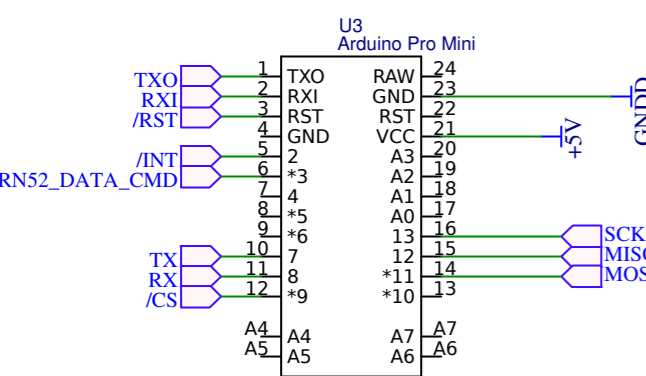 U3
Arduino Pro Mini
TXO 1 TXO RAW 24
RXI 2 RXI GND 23 GNDD
/RST 3 RST RST 22
4 GND VCC 21 +5V
/INT 5 2 A3 20
RN52_DATA_CMD 6 *3 A2 19
7 4 A1 18
8 *5 A0 17
9 *6 13 16 SCK
TX 10 7 12 15 MISO
RX 11 8 *11 14 MOS
/CS 12 *9 *10 13
A4 A4 A7 A7
A5 A5 A6 A6